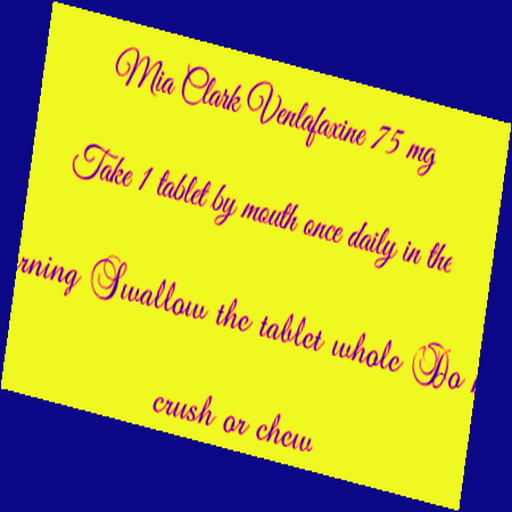 Mia Clark Venlafaxine 75 mg
Take 1 tablet by mouth once daily in the
rning Swallow the tablet whole Do
crush or chew